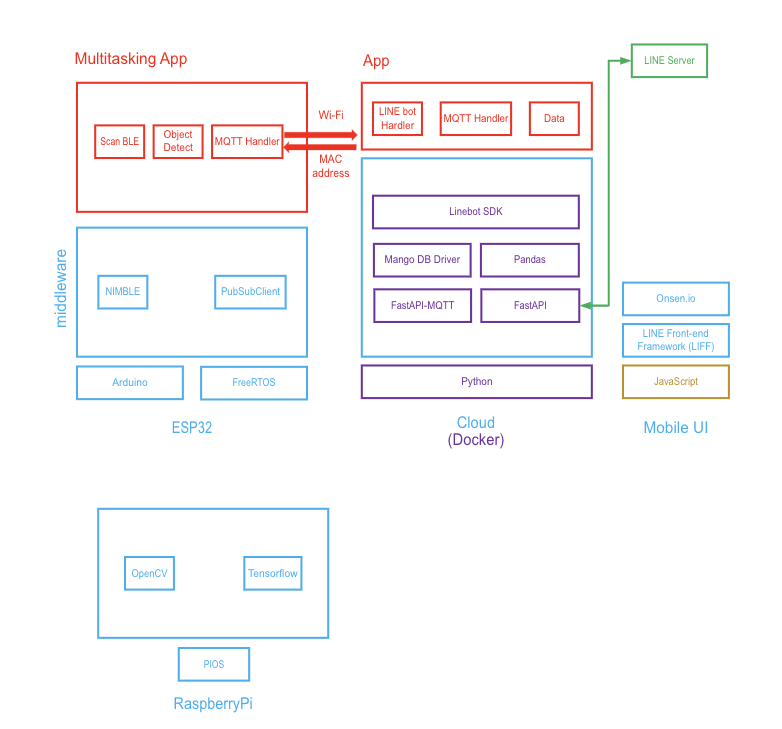 Multitasking App
Scan BLE
Object
Detect
MQTT Handler
Wi-Fi
MAC
address
App
LINE bot
Hardler
MQTT Handler
Data
LINE Server
middleware
NIMBLE
PubSubClient
Arduino
FreeRTOS
ESP32
Linebot SDK
Mango DB Driver
Pandas
FastAPI-MQTT
FastAPI
Python
Cloud
(Docker)
Onsen.io
LINE Front-end
Framework (LIFF)
JavaScript
Mobile UI
OpenCV
Tensorflow
PIOS
RaspberryPi